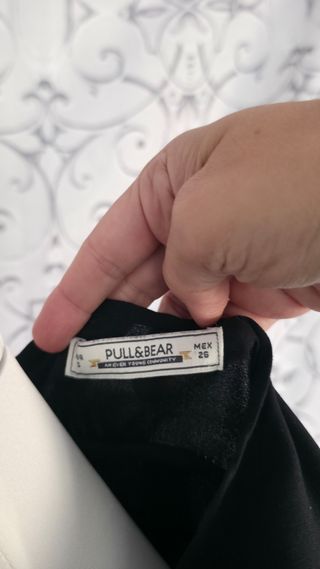 PULL&BEAR
AN EVER YOUNG COMMUNITY
MEX
26